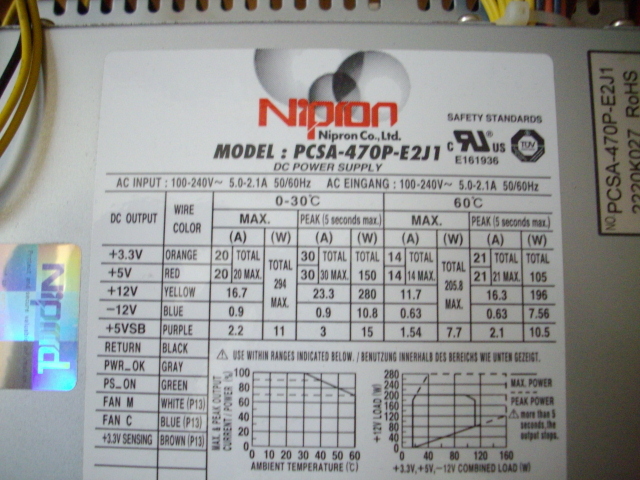 Nipron
Nipron Co., Ltd.
MODEL : PCSA-470P-E2J1
DC POWER SUPPLY
SAFETY STANDARDS
C US
E161936
TÜV
AC INPUT : 100-240V~ 5.0-2.1A 50/60Hz AC EINGANG : 100-240V~ 5.0-2.1A 50/60Hz
DC OUTPUT WIRE COLOR 0-30℃ 60℃
MAX. PEAK (5 seconds max.) MAX. PEAK (5 seconds max.)
(A) (W) (A) (W) (A) (W) (A) (W)
+3.3V ORANGE 20 TOTAL 30 TOTAL 14 TOTAL 21 TOTAL
+5V RED 20 20 MAX. TOTAL 294 MAX. 30 30 MAX. 150 14 14 MAX. TOTAL 205.8 MAX. 21 21 MAX. 105
+12V YELLOW 16.7 23.3 280 11.7 16.3 196
-12V BLUE 0.9 0.9 10.8 0.63 0.63 7.56
+5VSB PURPLE 2.2 11 3 15 1.54 7.7 2.1 10.5
RETURN BLACK
PWR_OK GRAY
PS_ON GREEN
FAN M WHITE (P13)
FAN C BLUE (P13)
+3.3V SENSING BROWN (P13)
USE WITHIN RANGES INDICATED BELOW. / BENUTZUNG INNERHALB DES BEREICHS WIE UNTEN GEZEIGT.
MAX. & PEAK OUTPUT
CURRENT / POWER (%)
100
80
60
40
20
0
0 10 20 30 40 50 60
AMBIENT TEMPERATURE (℃)
+12V LOAD (W)
280
240
200
160
120
80
40
0
0 40 80 120 160
+3.3V,+5V,-12V COMBINED LOAD (W)
MAX. POWER
PEAK POWER
more than 5 seconds, the output stops.
NO PCSA-470P-E2J1
RoHS
Nipron